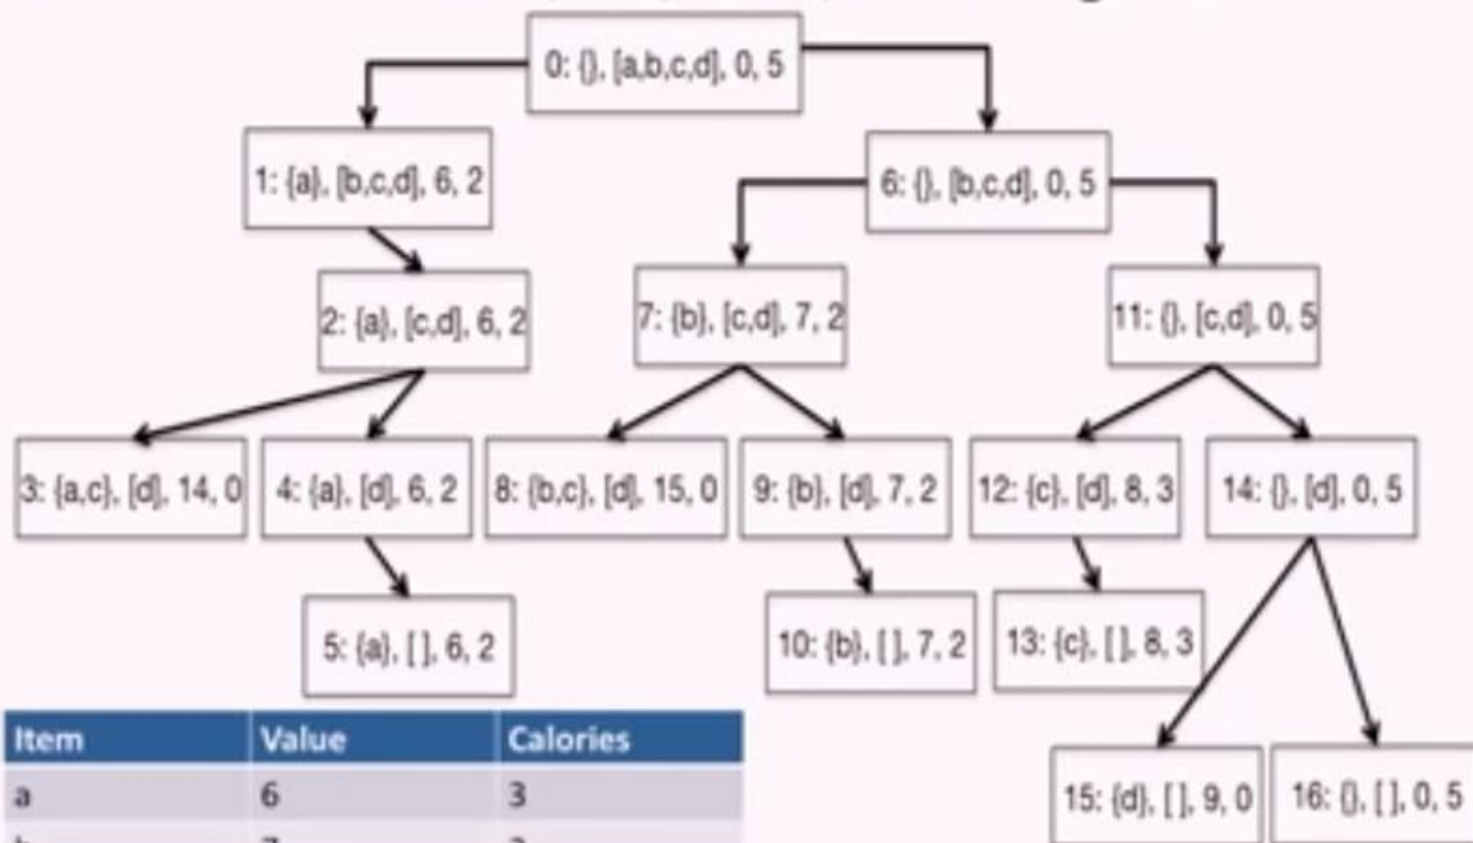 0: {}, [a,b,c,d], 0, 5
1: {a}, [b,c,d], 6, 2
6: {}, [b,c,d], 0, 5
2: {a}, [c,d], 6, 2
7: {b}, [c,d], 7, 2
11: {}, [c,d], 0, 5
3: {a,c}, [d], 14, 0
4: {a}, [d], 6, 2
8: {b,c}, [d], 15, 0
9: {b}, [d], 7, 2
12: {c}, [d], 8, 3
14: {}, [d], 0, 5
5: {a}, [ ], 6, 2
10: {b}, [ ], 7, 2
13: {c}, [ ], 8, 3
15: {d}, [ ], 9, 0
16: {}, [ ], 0, 5
Item Value Calories
a 6 3